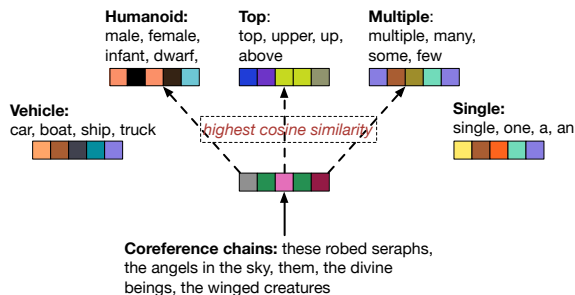 Humanoid:
male, female,
infant, dwarf,
Top:
top, upper, up,
above
Multiple:
multiple, many,
some, few
Vehicle:
car, boat, ship, truck
highest cosine similarity
Single:
single, one, a, an
Coreference chains: these robed seraphs,
the angels in the sky, them, the divine
beings, the winged creatures